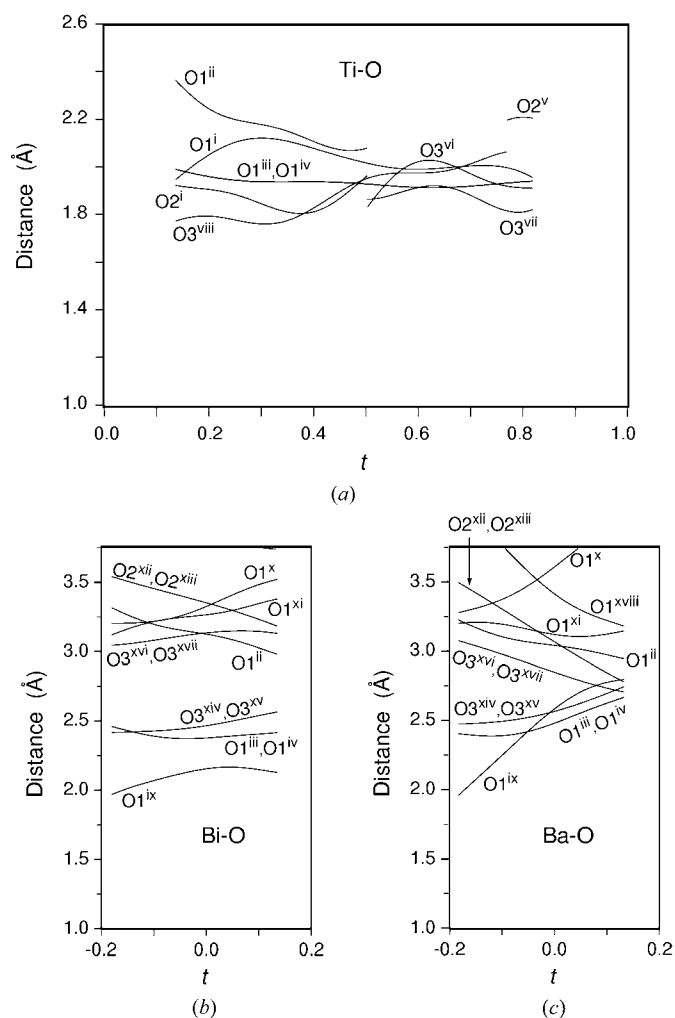 2.6
Ti-O
O1ⁱⁱ
O2ᵛ
2.2
O1ⁱ
O3ᵛⁱ
O1ⁱⁱⁱ,O1ⁱᵛ
O2ⁱ
1.8
O3ᵛⁱⁱⁱ
O3ᵛⁱⁱ
Distance (Å)
1.4
1.0
0.0 0.2 0.4 0.6 0.8 1.0
t
(a)
O2ˣⁱⁱ,O2ˣⁱⁱⁱ
3.5
O2ˣⁱⁱ,O2ˣⁱⁱⁱ
O1ˣ
O1ˣⁱ
3.0
O3ˣᵛⁱ,O3ˣᵛⁱⁱ
O1ⁱⁱ
O3ˣⁱᵛ,O3ˣᵛ
2.5
O1ⁱⁱⁱ,O1ⁱᵛ
2.0
O1ⁱˣ
Bi-O
Distance (Å)
1.5
1.0
-0.2 0.0 0.2
t
(b)
3.5
O1ˣ
O1ˣᵛⁱⁱⁱ
O1ˣⁱ
3.0
O1ⁱⁱ
O3ˣᵛⁱ,O3ˣᵛⁱⁱ
O3ˣⁱᵛ,O3ˣᵛ
2.5
O1ⁱⁱⁱ,O1ⁱᵛ
2.0
O1ⁱˣ
Ba-O
Distance (Å)
1.5
1.0
-0.2 0.0 0.2
t
(c)